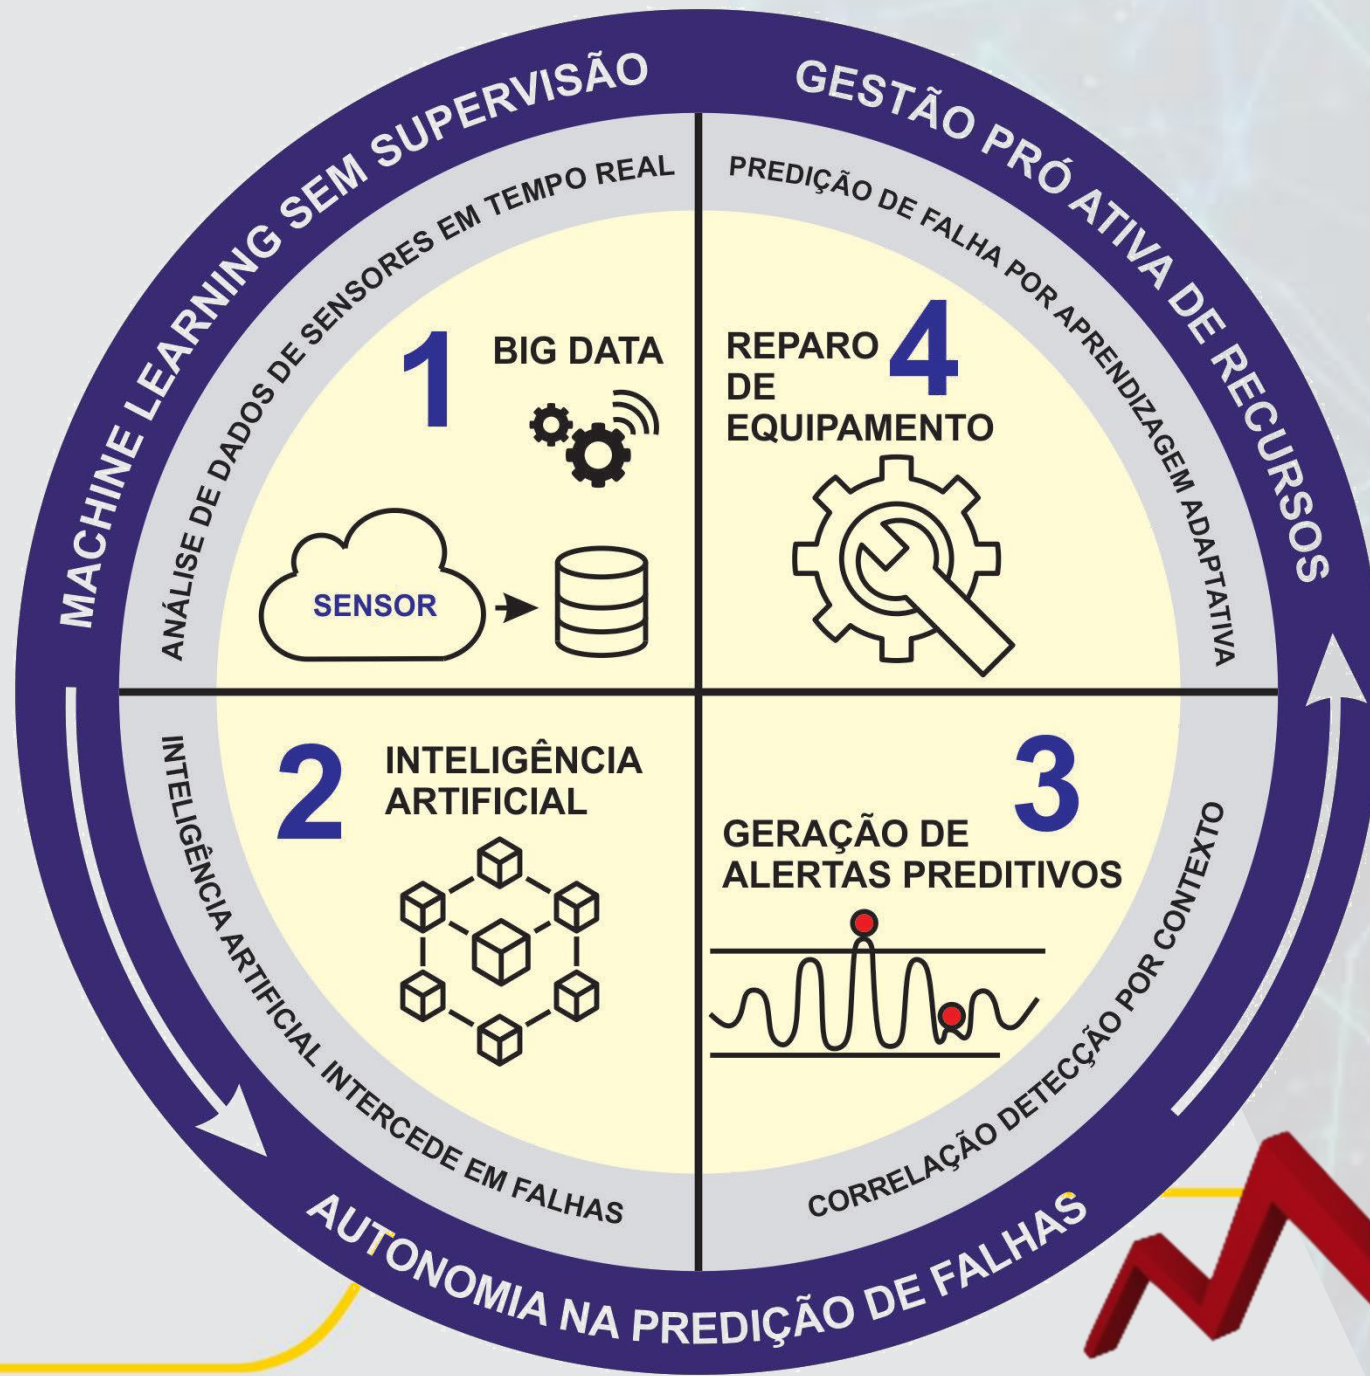 MACHINE LEARNING SEM SUPERVISÃO
GESTÃO PRÓ ATIVA DE RECURSOS
ANÁLISE DE DADOS DE SENSORES EM TEMPO REAL
PREDIÇÃO DE FALHA POR APRENDIZAGEM ADAPTATIVA
1
BIG DATA
SENSOR
4
REPARO
DE
EQUIPAMENTO
2
INTELIGÊNCIA
ARTIFICIAL
3
GERAÇÃO DE
ALERTAS PREDITIVOS
INTELIGÊNCIA ARTIFICIAL INTERCEDE EM FALHAS
CORRELAÇÃO DETECÇÃO POR CONTEXTO
AUTONOMIA NA PREDIÇÃO DE FALHAS